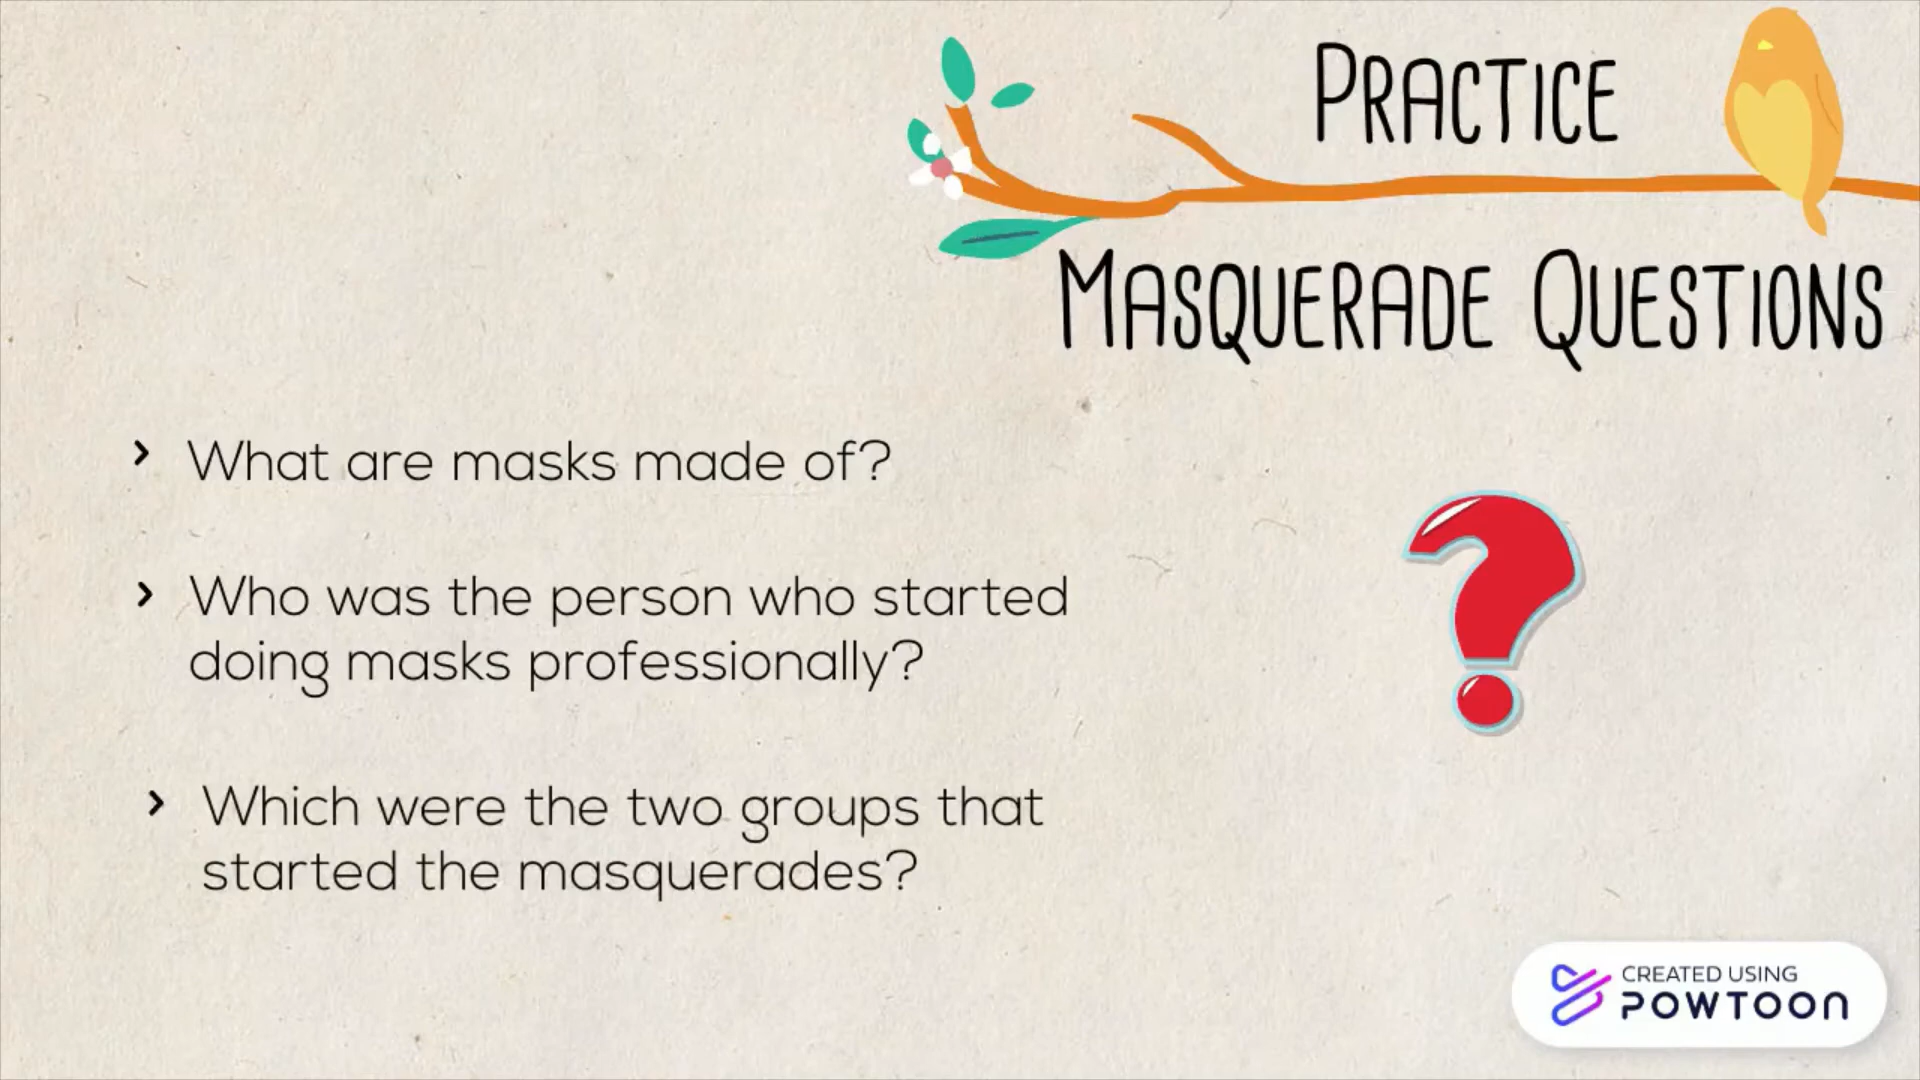 PRACTICE
MASQUERADE QUESTIONS
What are masks made of?
Who was the person who started
doing masks professionally?
Which were the two groups that
started the masquerades?
CREATED USING
POWTOON